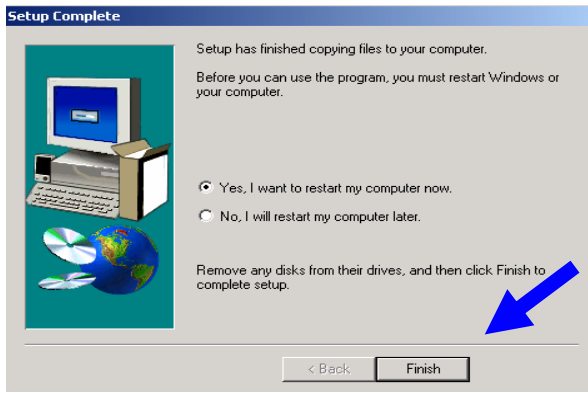 Setup Complete
Setup has finished copying files to your computer.
Before you can use the program, you must restart Windows or
your computer.
Yes, I want to restart my computer now.
No, I will restart my computer later.
Remove any disks from their drives, and then click Finish to
complete setup.
< Back
Finish